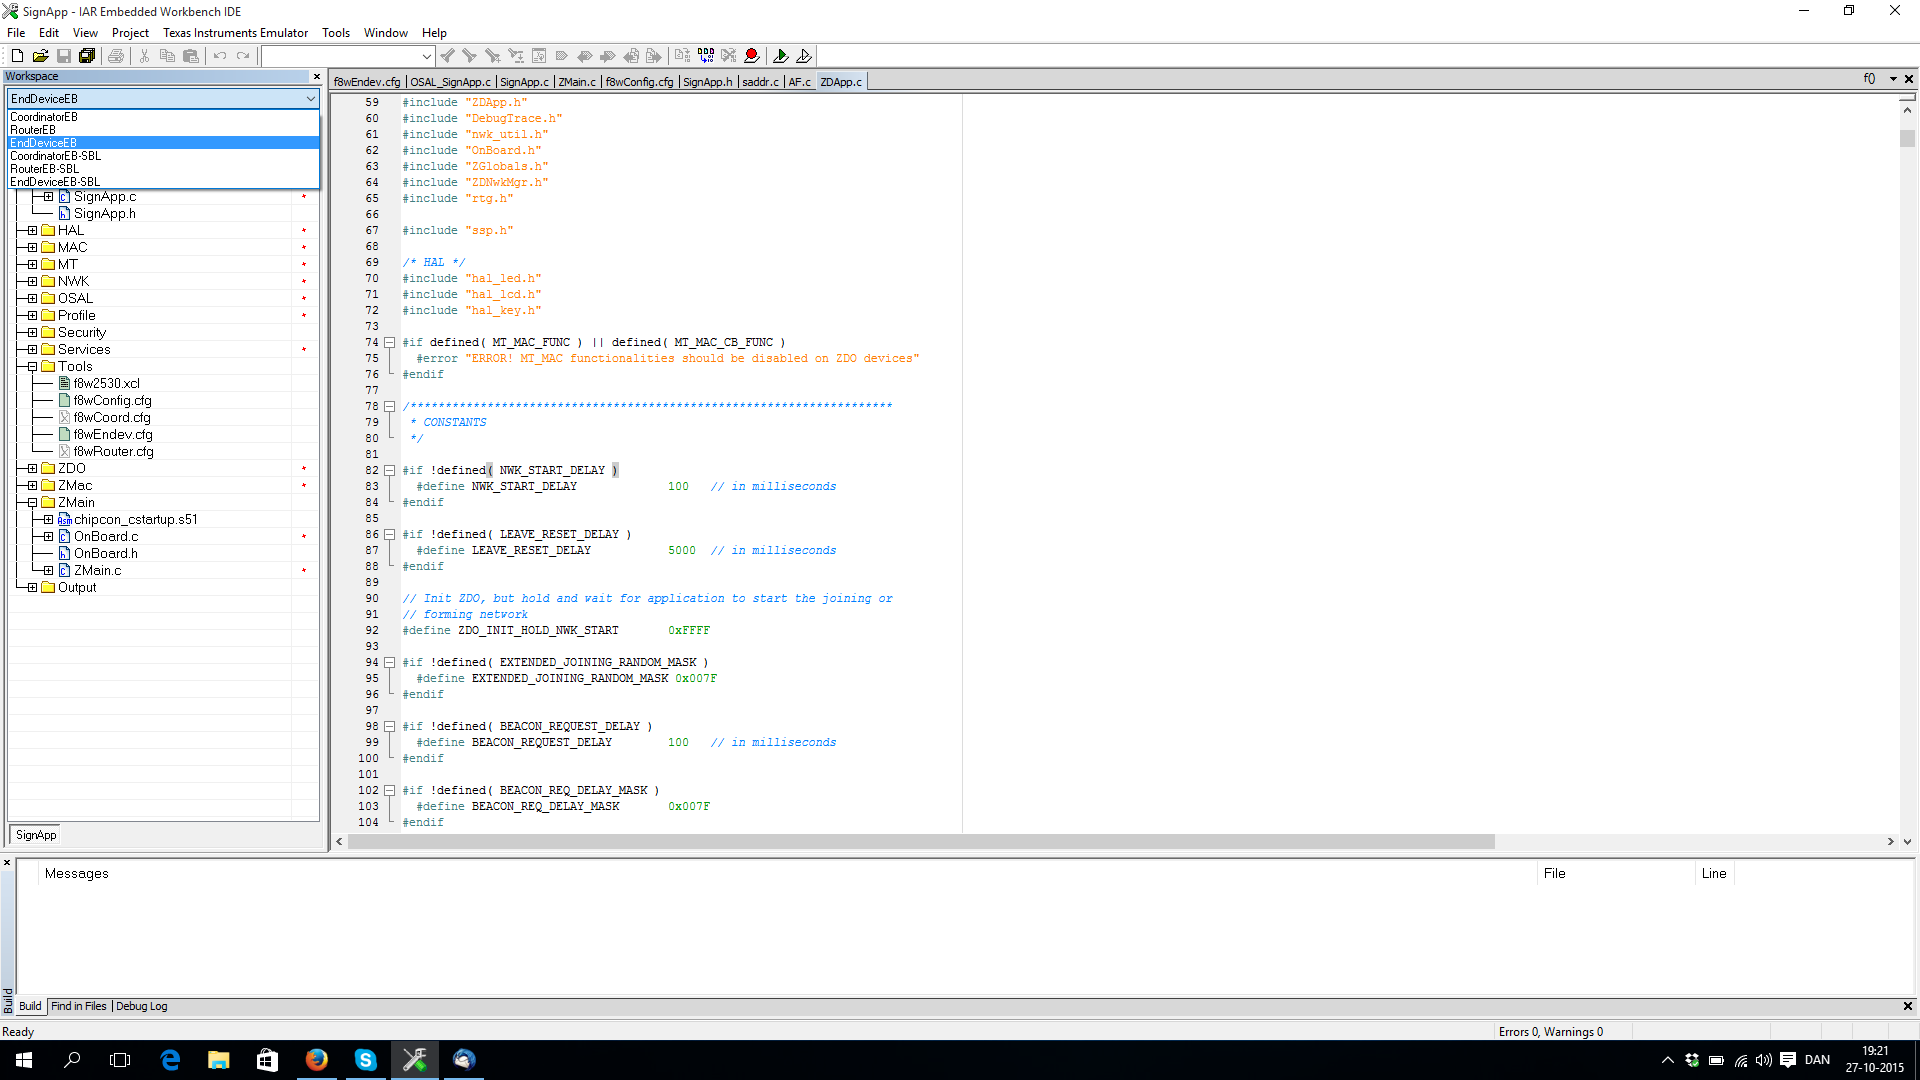 SignApp - IAR Embedded Workbench IDE
File Edit View Project Texas Instruments Emulator Tools Window Help
Workspace
EndDeviceEB
CoordinatorEB
RouterEB
EndDeviceEB
CoordinatorEB-SBL
RouterEB-SBL
EndDeviceEB-SBL
SignApp.c
SignApp.h
HAL
MAC
MT
NWK
OSAL
Profile
Security
Services
Tools
f8w2530.xcl
f8wConfig.cfg
f8wCoord.cfg
f8wEndev.cfg
f8wRouter.cfg
ZDO
ZMac
ZMain
chipcon_cstartup.s51
OnBoard.c
OnBoard.h
ZMain.c
Output
SignApp
f8wEndev.cfg | OSAL_SignApp.c | SignApp.c | ZMain.c | f8wConfig.cfg | SignApp.h | saddr.c | AF.c | ZDApp.c
f()
59 #include "ZDApp.h"
60 #include "DebugTrace.h"
61 #include "nwk_util.h"
62 #include "OnBoard.h"
63 #include "ZGlobals.h"
64 #include "ZDNwkMgr.h"
65 #include "rtg.h"
66
67 #include "ssp.h"
68
69 /* HAL */
70 #include "hal_led.h"
71 #include "hal_lcd.h"
72 #include "hal_key.h"
73
74 #if defined( MT_MAC_FUNC ) || defined( MT_MAC_CB_FUNC )
75 #error "ERROR! MT_MAC functionalities should be disabled on ZDO devices"
76 #endif
77
78 /*********************************************************************
79 * CONSTANTS
80 */
81
82 #if !defined( NWK_START_DELAY )
83 #define NWK_START_DELAY 100 // in milliseconds
84 #endif
85
86 #if !defined( LEAVE_RESET_DELAY )
87 #define LEAVE_RESET_DELAY 5000 // in milliseconds
88 #endif
89
90 // Init ZDO, but hold and wait for application to start the joining or
91 // forming network
92 #define ZDO_INIT_HOLD_NWK_START 0xFFFF
93
94 #if !defined( EXTENDED_JOINING_RANDOM_MASK )
95 #define EXTENDED_JOINING_RANDOM_MASK 0x007F
96 #endif
97
98 #if !defined( BEACON_REQUEST_DELAY )
99 #define BEACON_REQUEST_DELAY 100 // in milliseconds
100 #endif
101
102 #if !defined( BEACON_REQ_DELAY_MASK )
103 #define BEACON_REQ_DELAY_MASK 0x007F
104 #endif
Messages File Line
Build
Build | Find in Files | Debug Log
Ready Errors 0, Warnings 0
DAN
19:21
27-10-2015